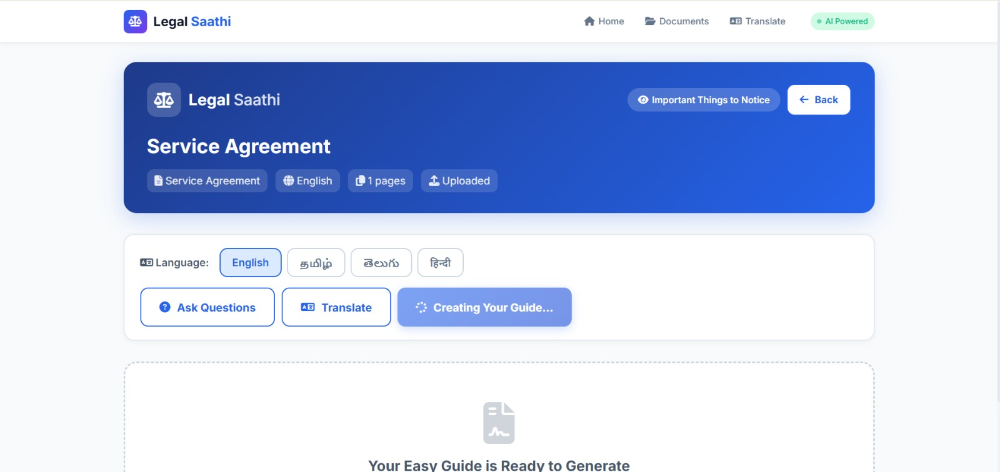 Legal Saathi
Home
Documents
Translate
AI Powered
Legal Saathi
Important Things to Notice
Back
Service Agreement
Service Agreement
English
1 pages
Uploaded
Language:
English
தமிழ்
తెలుగు
हिन्दी
Ask Questions
Translate
Creating Your Guide...
Your Easy Guide is Ready to Generate